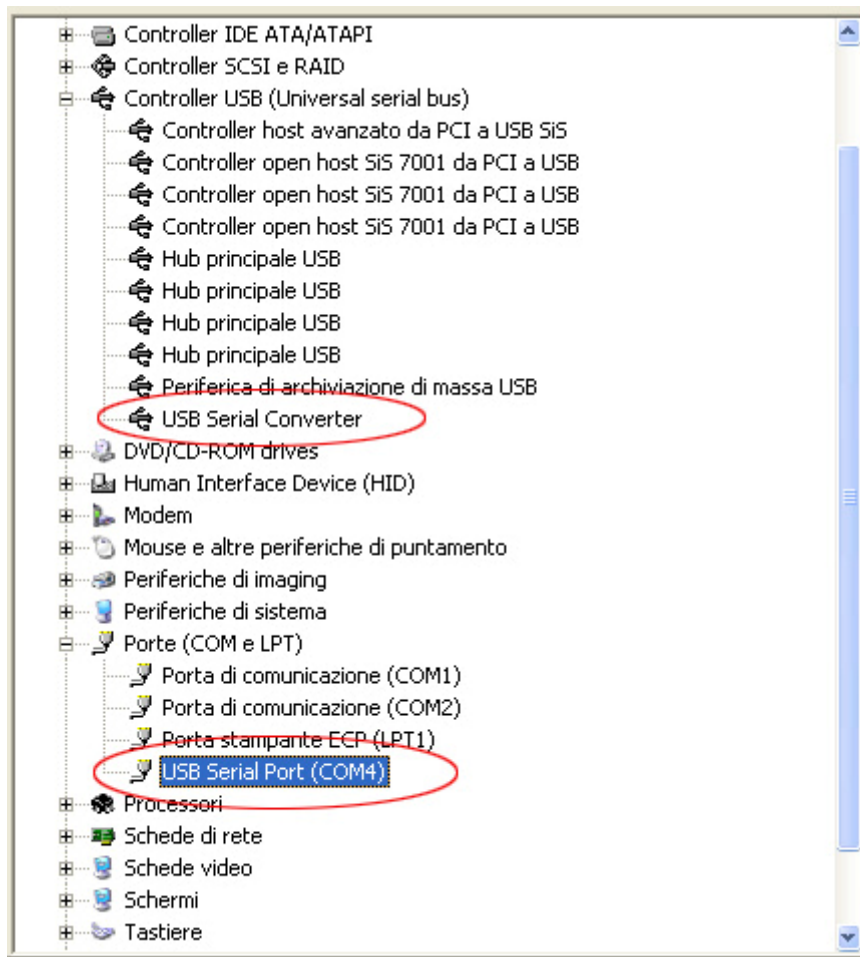 Controller IDE ATA/ATAPI
Controller SCSI e RAID
Controller USB (Universal serial bus)
Controller host avanzato da PCI a USB SiS
Controller open host SiS 7001 da PCI a USB
Controller open host SiS 7001 da PCI a USB
Controller open host SiS 7001 da PCI a USB
Hub principale USB
Hub principale USB
Hub principale USB
Hub principale USB
Periferica di archiviazione di massa USB
USB Serial Converter
DVD/CD-ROM drives
Human Interface Device (HID)
Modem
Mouse e altre periferiche di puntamento
Periferiche di imaging
Periferiche di sistema
Porte (COM e LPT)
Porta di comunicazione (COM1)
Porta di comunicazione (COM2)
Porta stampante ECP (LPT1)
USB Serial Port (COM4)
Processori
Schede di rete
Schede video
Schermi
Tastiere